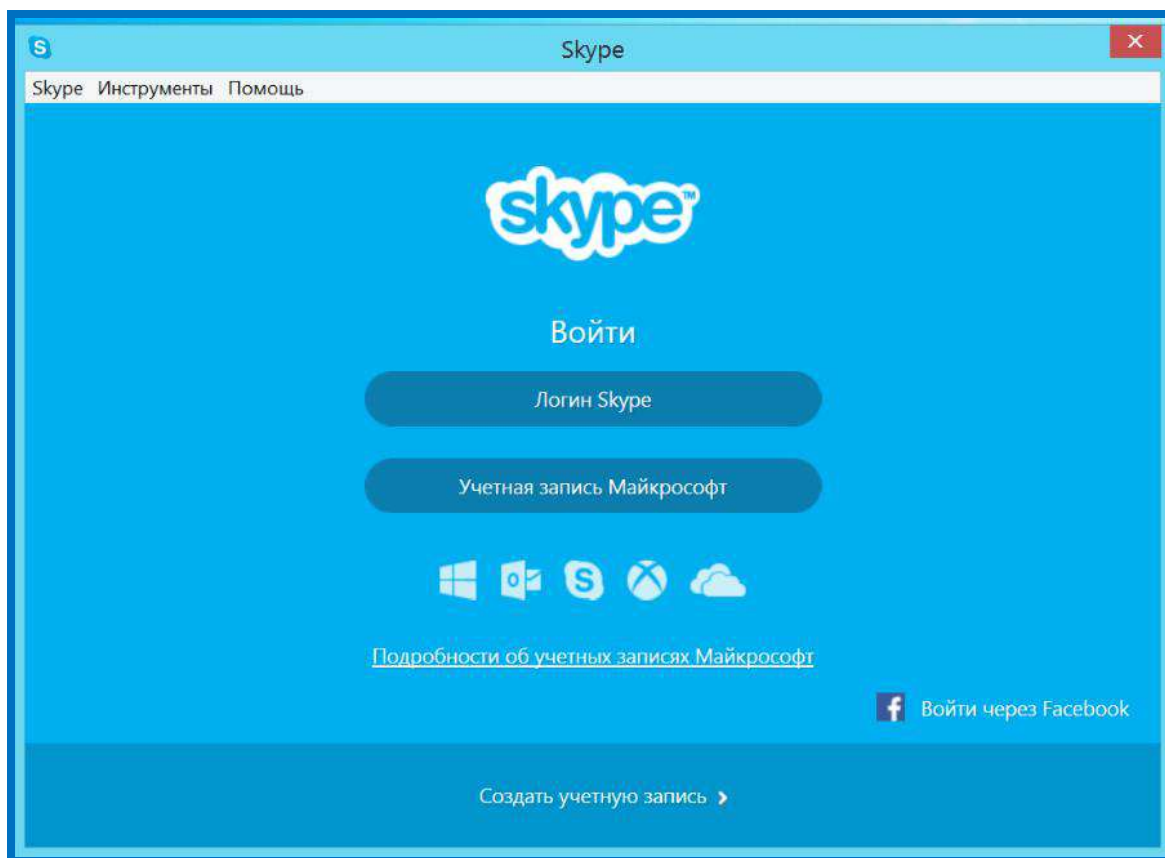 Skype
Skype Инструменты Помощь
skype™
Войти
Логин Skype
Учетная запись Майкрософт
Подробности об учетных записях Майкрософт
Войти через Facebook
Создать учетную запись